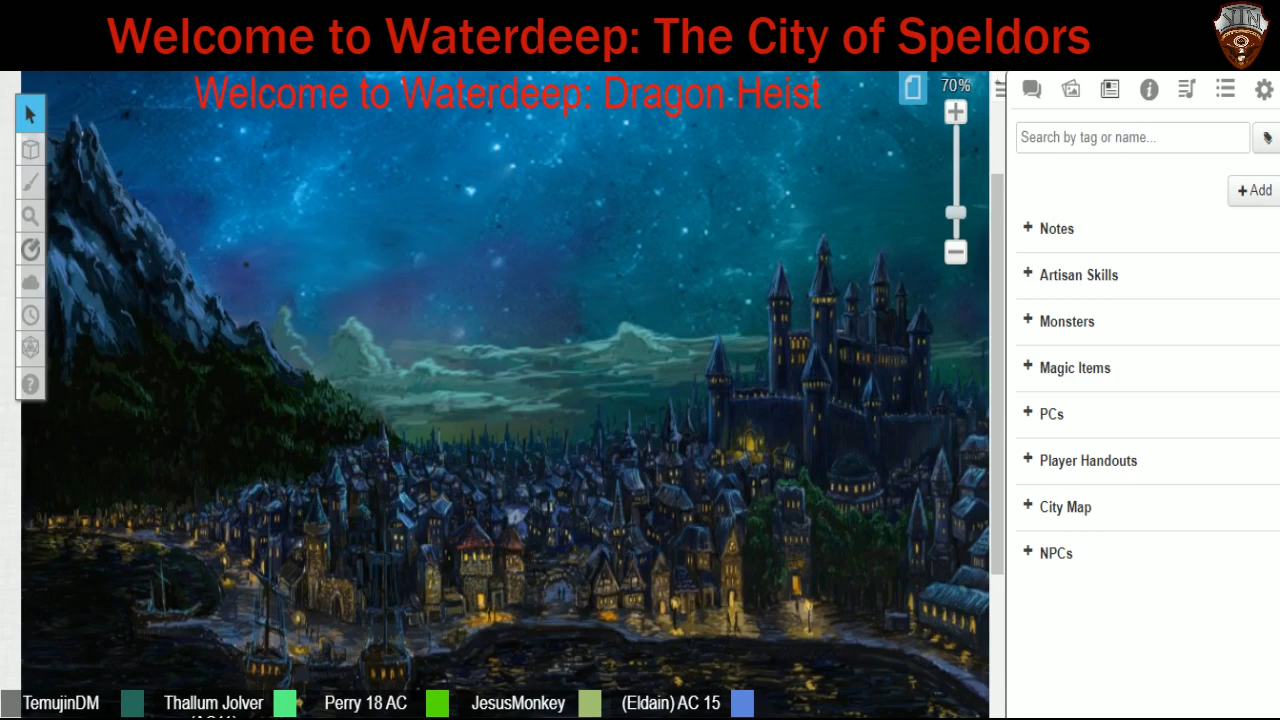 Welcome to Waterdeep: The City of Speldors
Welcome to Waterdeep: Dragon Heist
70%
Search by tag or name...
+ Add
+ Notes
+ Artisan Skills
+ Monsters
+ Magic Items
+ PCs
+ Player Handouts
+ City Map
+ NPCs
TemujinDM
Thallum Jolver
Perry 18 AC
JesusMonkey
(Eldain) AC 15